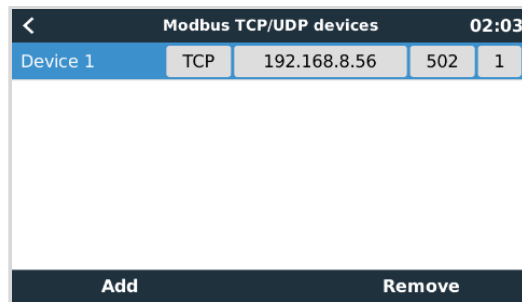 Modbus TCP/UDP devices 02:03
Device 1 TCP 192.168.8.56 502 1
Add Remove